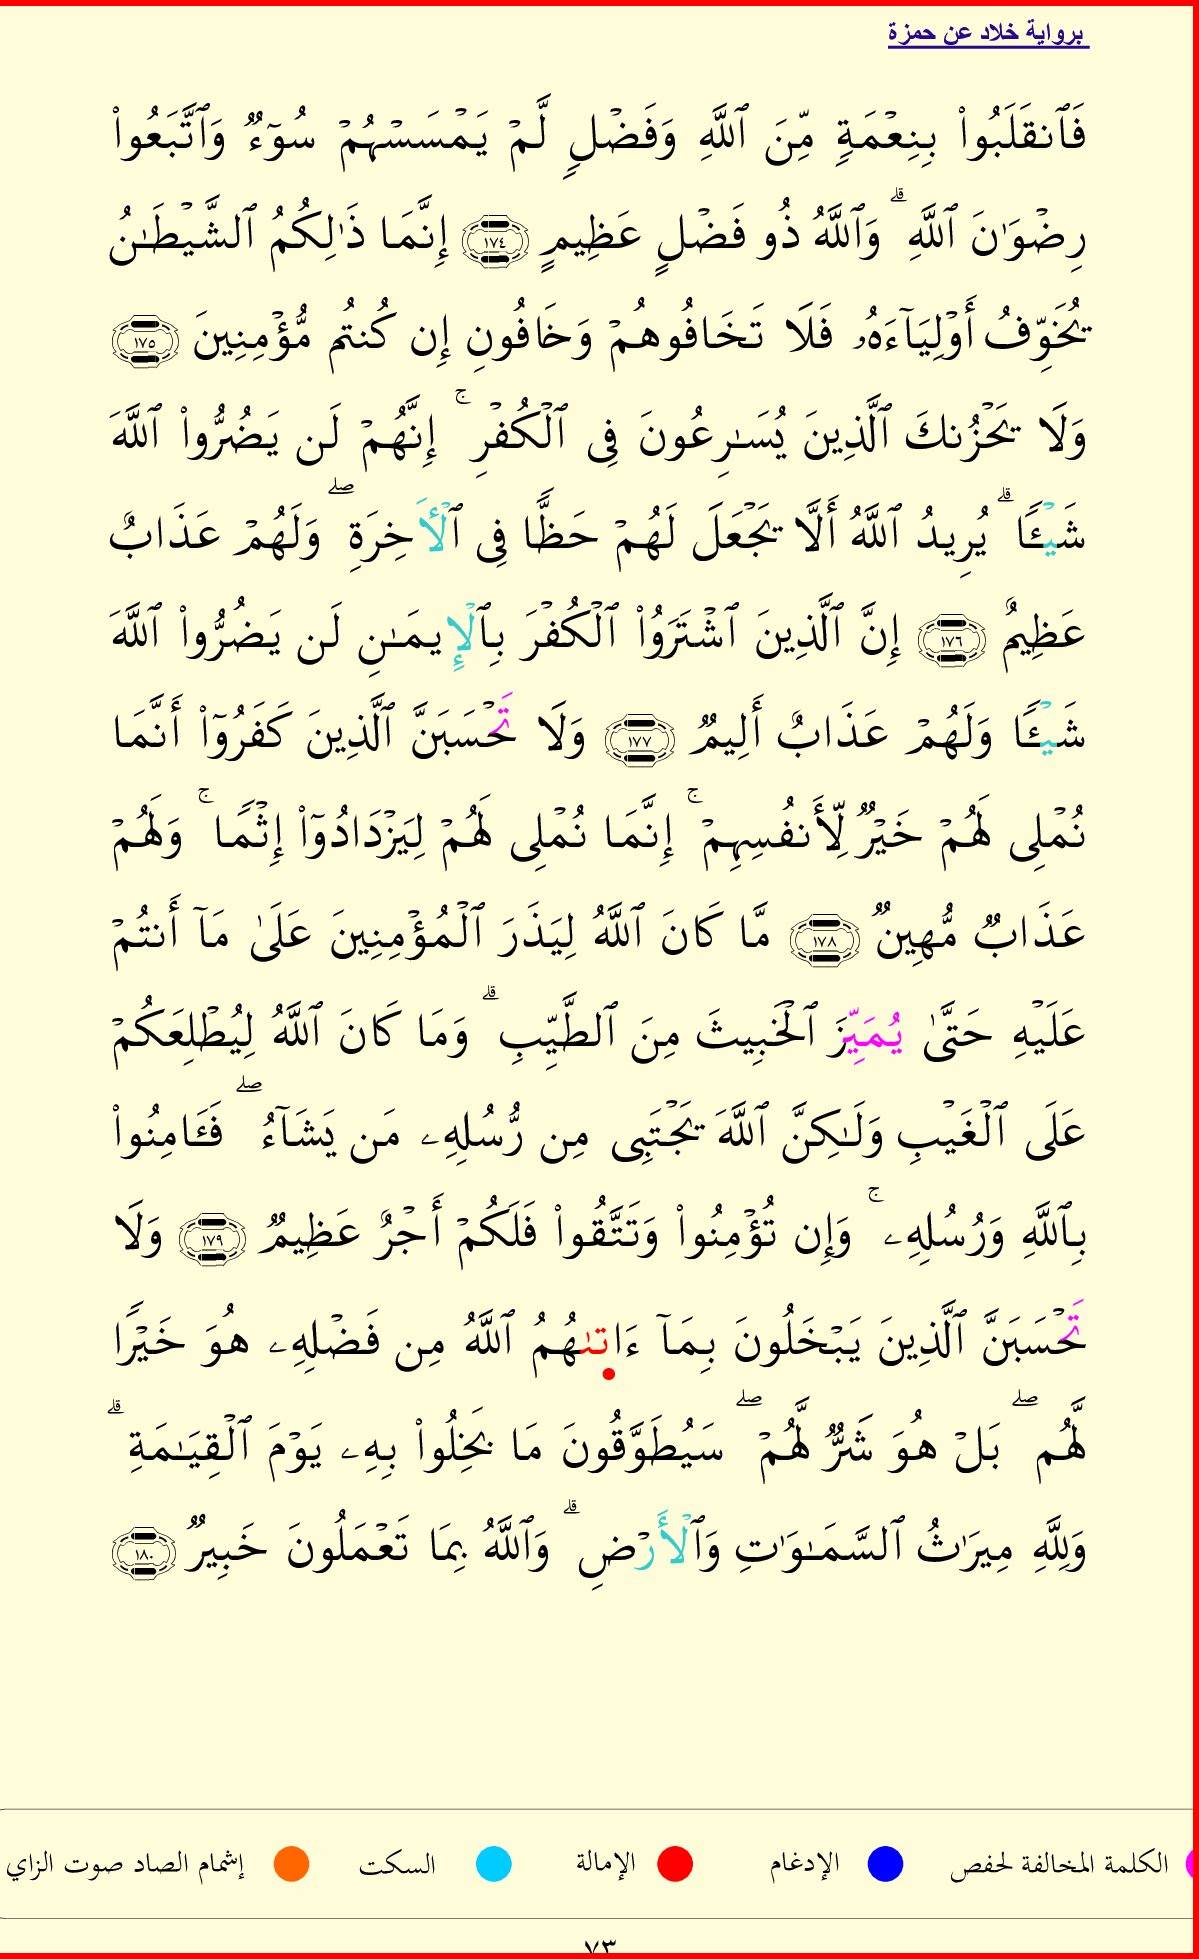 برواية خلاد عن حمزة
فَٱنقَلَبُوا۟ بِنِعْمَةٍ مِّنَ ٱللَّهِ وَفَضْلٍ لَّمْ يَمْسَسْهُمْ سُوٓءٌ وَٱتَّبَعُوا۟
رِضْوَٰنَ ٱللَّهِ ۗ وَٱللَّهُ ذُو فَضْلٍ عَظِيمٍ ١٧٤ إِنَّمَا ذَٰلِكُمُ ٱلشَّيْطَـٰنُ
يُخَوِّفُ أَوْلِيَآءَهُۥ فَلَا تَخَافُوهُمْ وَخَافُونِ إِن كُنتُم مُّؤْمِنِينَ ١٧٥
وَلَا يَحْزُنكَ ٱلَّذِينَ يُسَـٰرِعُونَ فِى ٱلْكُفْرِ ۚ إِنَّهُمْ لَن يَضُرُّوا۟ ٱللَّهَ
شَيْـًٔا ۗ يُرِيدُ ٱللَّهُ أَلَّا يَجْعَلَ لَهُمْ حَظًّا فِى ٱلْأَخِرَةِ ۖ وَلَهُمْ عَذَابٌ
عَظِيمٌ ١٧٦ إِنَّ ٱلَّذِينَ ٱشْتَرَوُا۟ ٱلْكُفْرَ بِٱلْإِيمَـٰنِ لَن يَضُرُّوا۟ ٱللَّهَ
شَيْـًٔا وَلَهُمْ عَذَابٌ أَلِيمٌ ١٧٧ وَلَا تَحْسَبَنَّ ٱلَّذِينَ كَفَرُوٓا۟ أَنَّمَا
نُمْلِى لَهُمْ خَيْرٌ لِّأَنفُسِهِمْ ۚ إِنَّمَا نُمْلِى لَهُمْ لِيَزْدَادُوٓا۟ إِثْمًا ۚ وَلَهُمْ
عَذَابٌ مُّهِينٌ ١٧٨ مَّا كَانَ ٱللَّهُ لِيَذَرَ ٱلْمُؤْمِنِينَ عَلَىٰ مَآ أَنتُمْ
عَلَيْهِ حَتَّىٰ يُمَيِّزَ ٱلْخَبِيثَ مِنَ ٱلطَّيِّبِ ۗ وَمَا كَانَ ٱللَّهُ لِيُطْلِعَكُمْ
عَلَى ٱلْغَيْبِ وَلَـٰكِنَّ ٱللَّهَ يَجْتَبِى مِن رُّسُلِهِۦ مَن يَشَآءُ ۖ فَـَٔامِنُوا۟
بِٱللَّهِ وَرُسُلِهِۦ ۚ وَإِن تُؤْمِنُوا۟ وَتَتَّقُوا۟ فَلَكُمْ أَجْرٌ عَظِيمٌ ١٧٩ وَلَا
تَحْسَبَنَّ ٱلَّذِينَ يَبْخَلُونَ بِمَآ ءَاتَىٰهُمُ ٱللَّهُ مِن فَضْلِهِۦ هُوَ خَيْرًا
لَّهُم ۖ بَلْ هُوَ شَرٌّ لَّهُمْ ۖ سَيُطَوَّقُونَ مَا بَخِلُوا۟ بِهِۦ يَوْمَ ٱلْقِيَـٰمَةِ ۗ
وَلِلَّهِ مِيرَٰثُ ٱلسَّمَـٰوَٰتِ وَٱلْأَرْضِ ۗ وَٱللَّهُ بِمَا تَعْمَلُونَ خَبِيرٌ ١٨٠
الكلمة المخالفة لحفص الإدغام الإمالة السكت إشمام الصاد صوت الزاي
٧٣